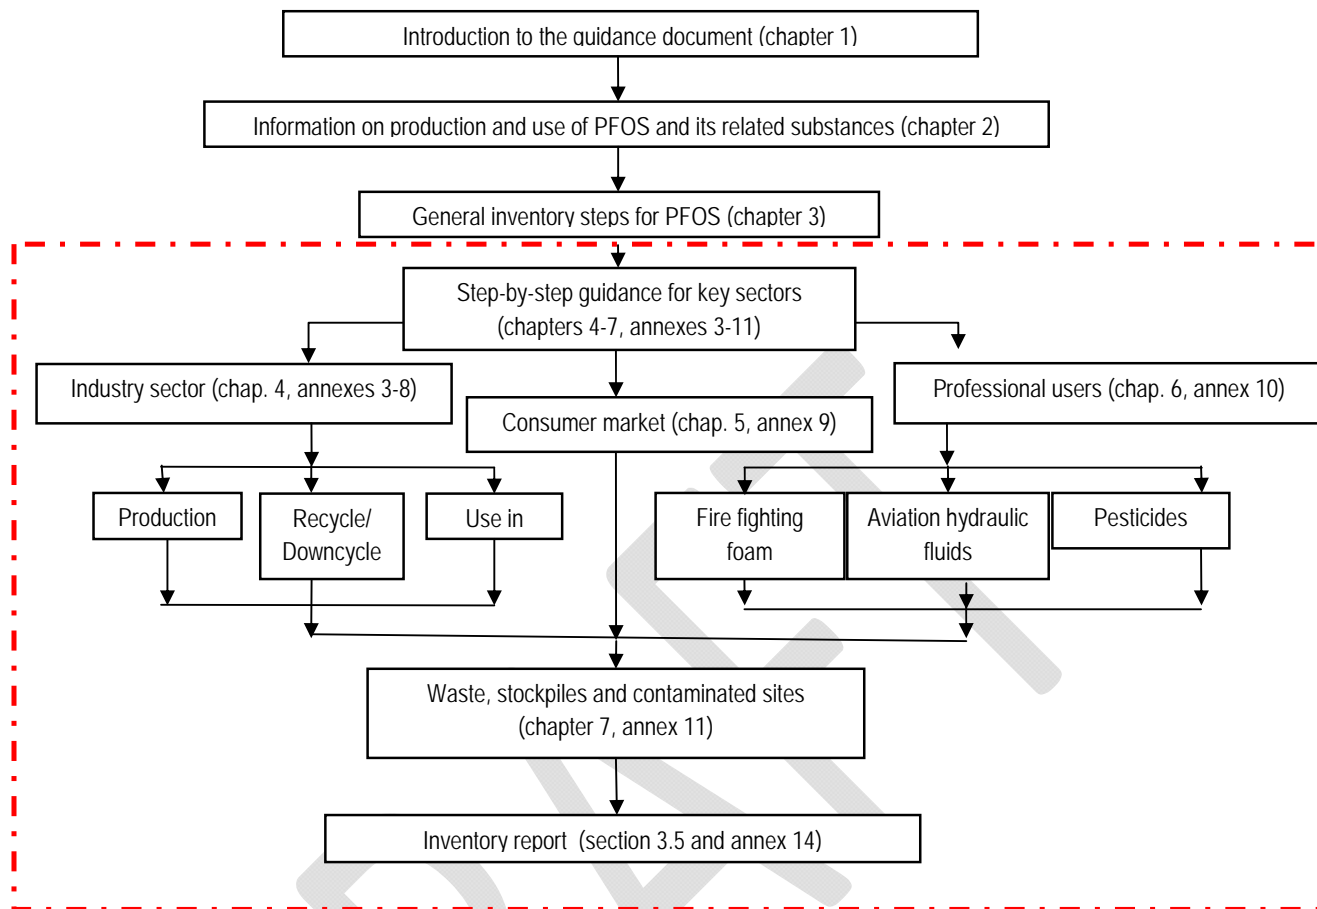 Introduction to the guidance document (chapter 1)
Information on production and use of PFOS and its related substances (chapter 2)
General inventory steps for PFOS (chapter 3)
Step-by-step guidance for key sectors
(chapters 4-7, annexes 3-11)
Industry sector (chap. 4, annexes 3-8)
Consumer market (chap. 5, annex 9)
Professional users (chap. 6, annex 10)
Production
Recycle/
Downcycle
Use in
Fire fighting
foam
Aviation hydraulic
fluids
Pesticides
Waste, stockpiles and contaminated sites
(chapter 7, annex 11)
Inventory report (section 3.5 and annex 14)
DRAFT